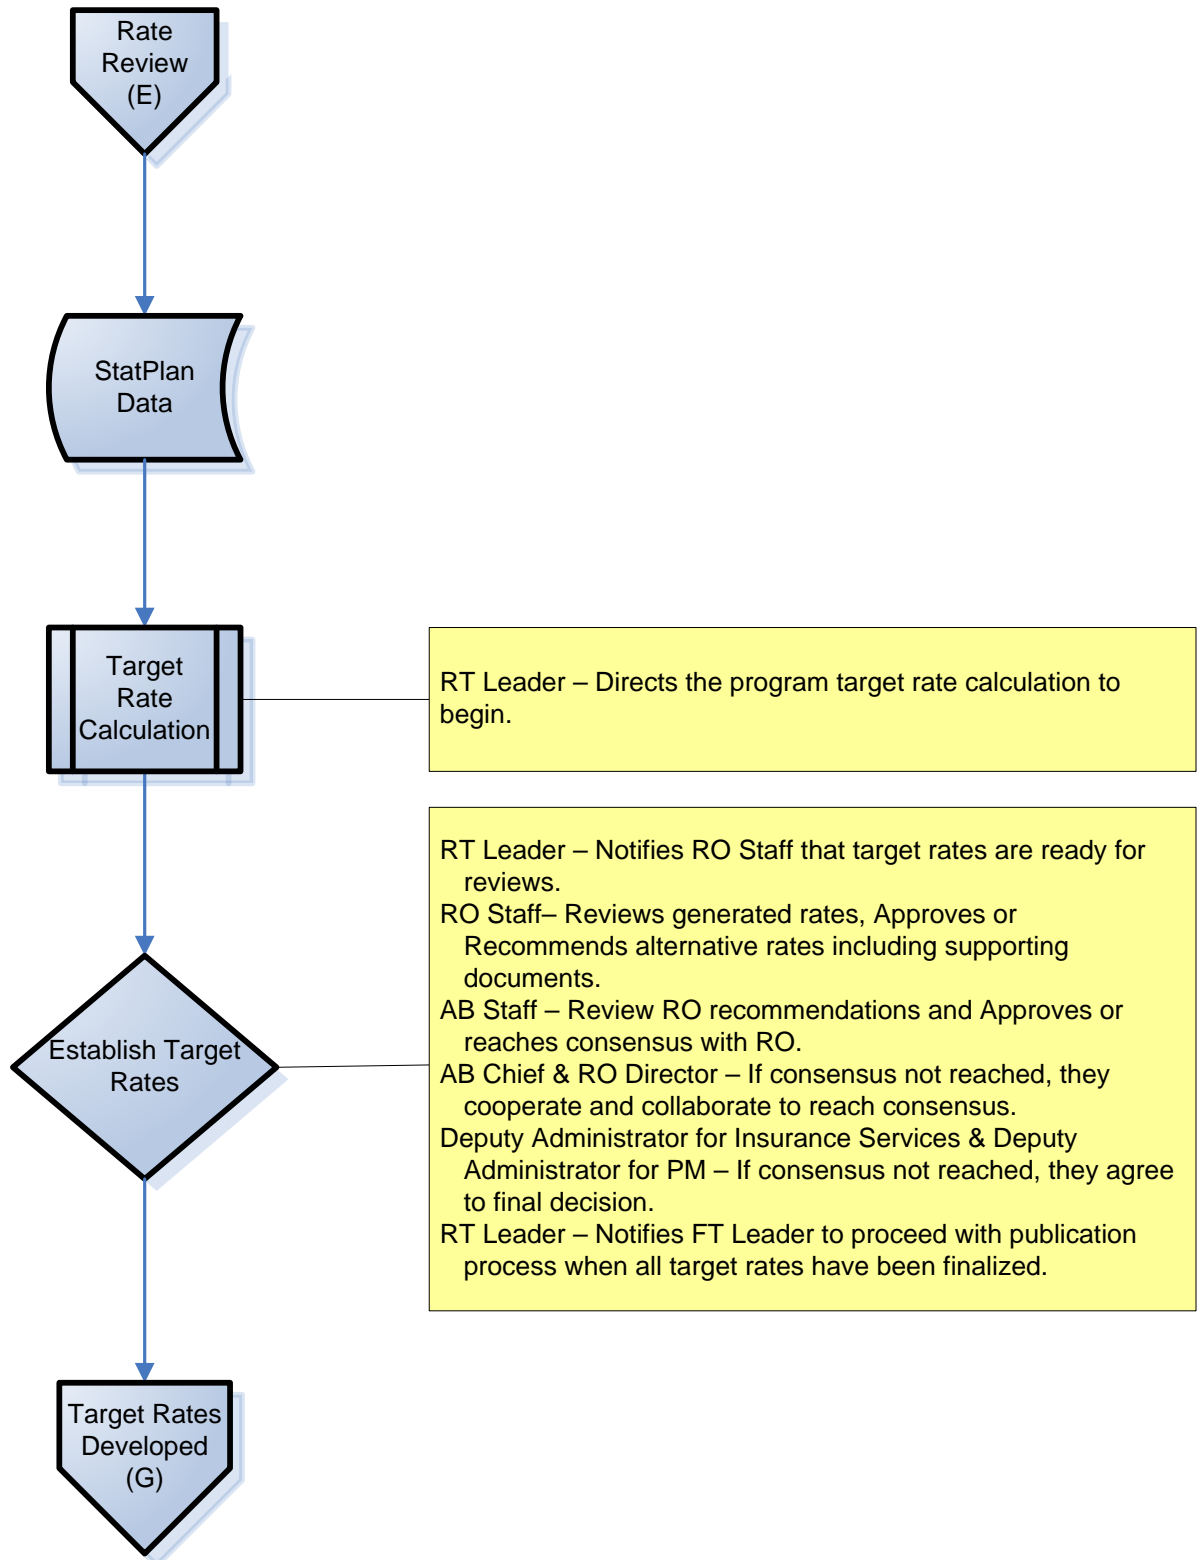 Rate
Review
(E)
StatPlan
Data
Target
Rate
Calculation
RT Leader – Directs the program target rate calculation to
begin.
RT Leader – Notifies RO Staff that target rates are ready for
reviews.
RO Staff– Reviews generated rates, Approves or
Recommends alternative rates including supporting
documents.
AB Staff – Review RO recommendations and Approves or
reaches consensus with RO.
AB Chief & RO Director – If consensus not reached, they
cooperate and collaborate to reach consensus.
Deputy Administrator for Insurance Services & Deputy
Administrator for PM – If consensus not reached, they agree
to final decision.
RT Leader – Notifies FT Leader to proceed with publication
process when all target rates have been finalized.
Establish Target
Rates
Target Rates
Developed
(G)